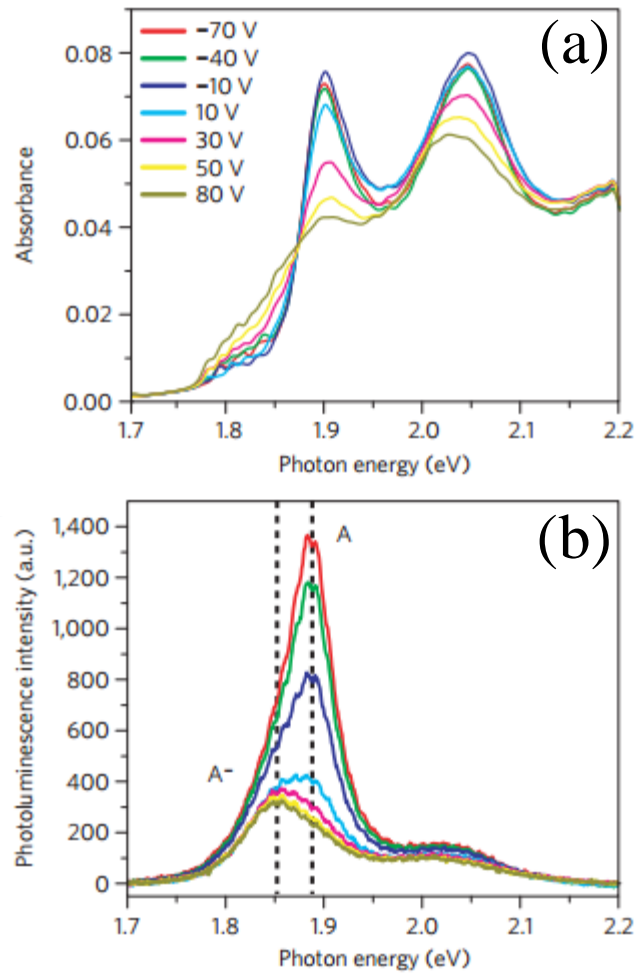 (a)
−70 V
−40 V
−10 V
10 V
30 V
50 V
80 V
0.08
0.06
0.04
0.02
0.00
Absorbance
1.7 1.8 1.9 2.0 2.1 2.2
Photon energy (eV)
(b)
A
A−
1,400
1,200
1,000
800
600
400
200
0
Photoluminescence intensity (a.u.)
1.7 1.8 1.9 2.0 2.1 2.2
Photon energy (eV)